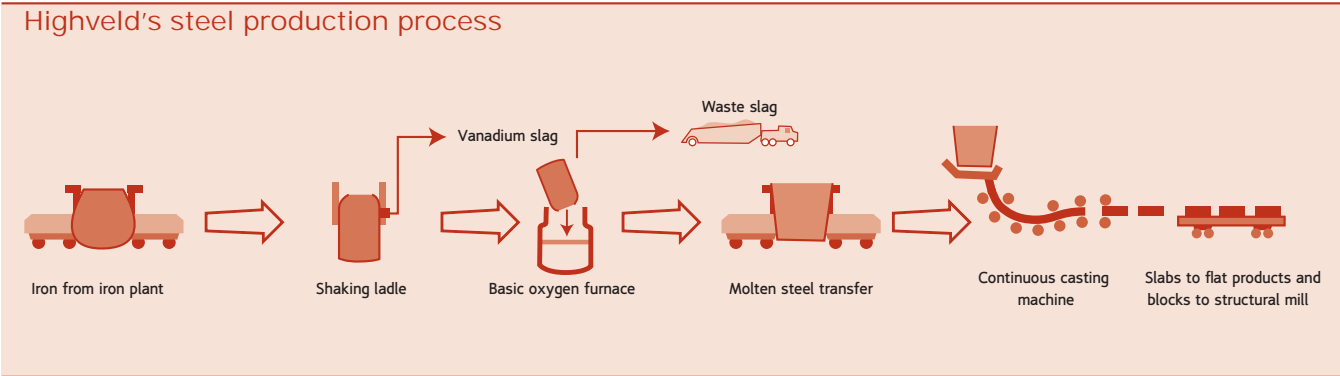 Highveld's steel production process
Waste slag
Vanadium slag
Iron from iron plant
Shaking ladle
Basic oxygen furnace
Molten steel transfer
Continuous casting
machine
Slabs to flat products and
blocks to structural mill